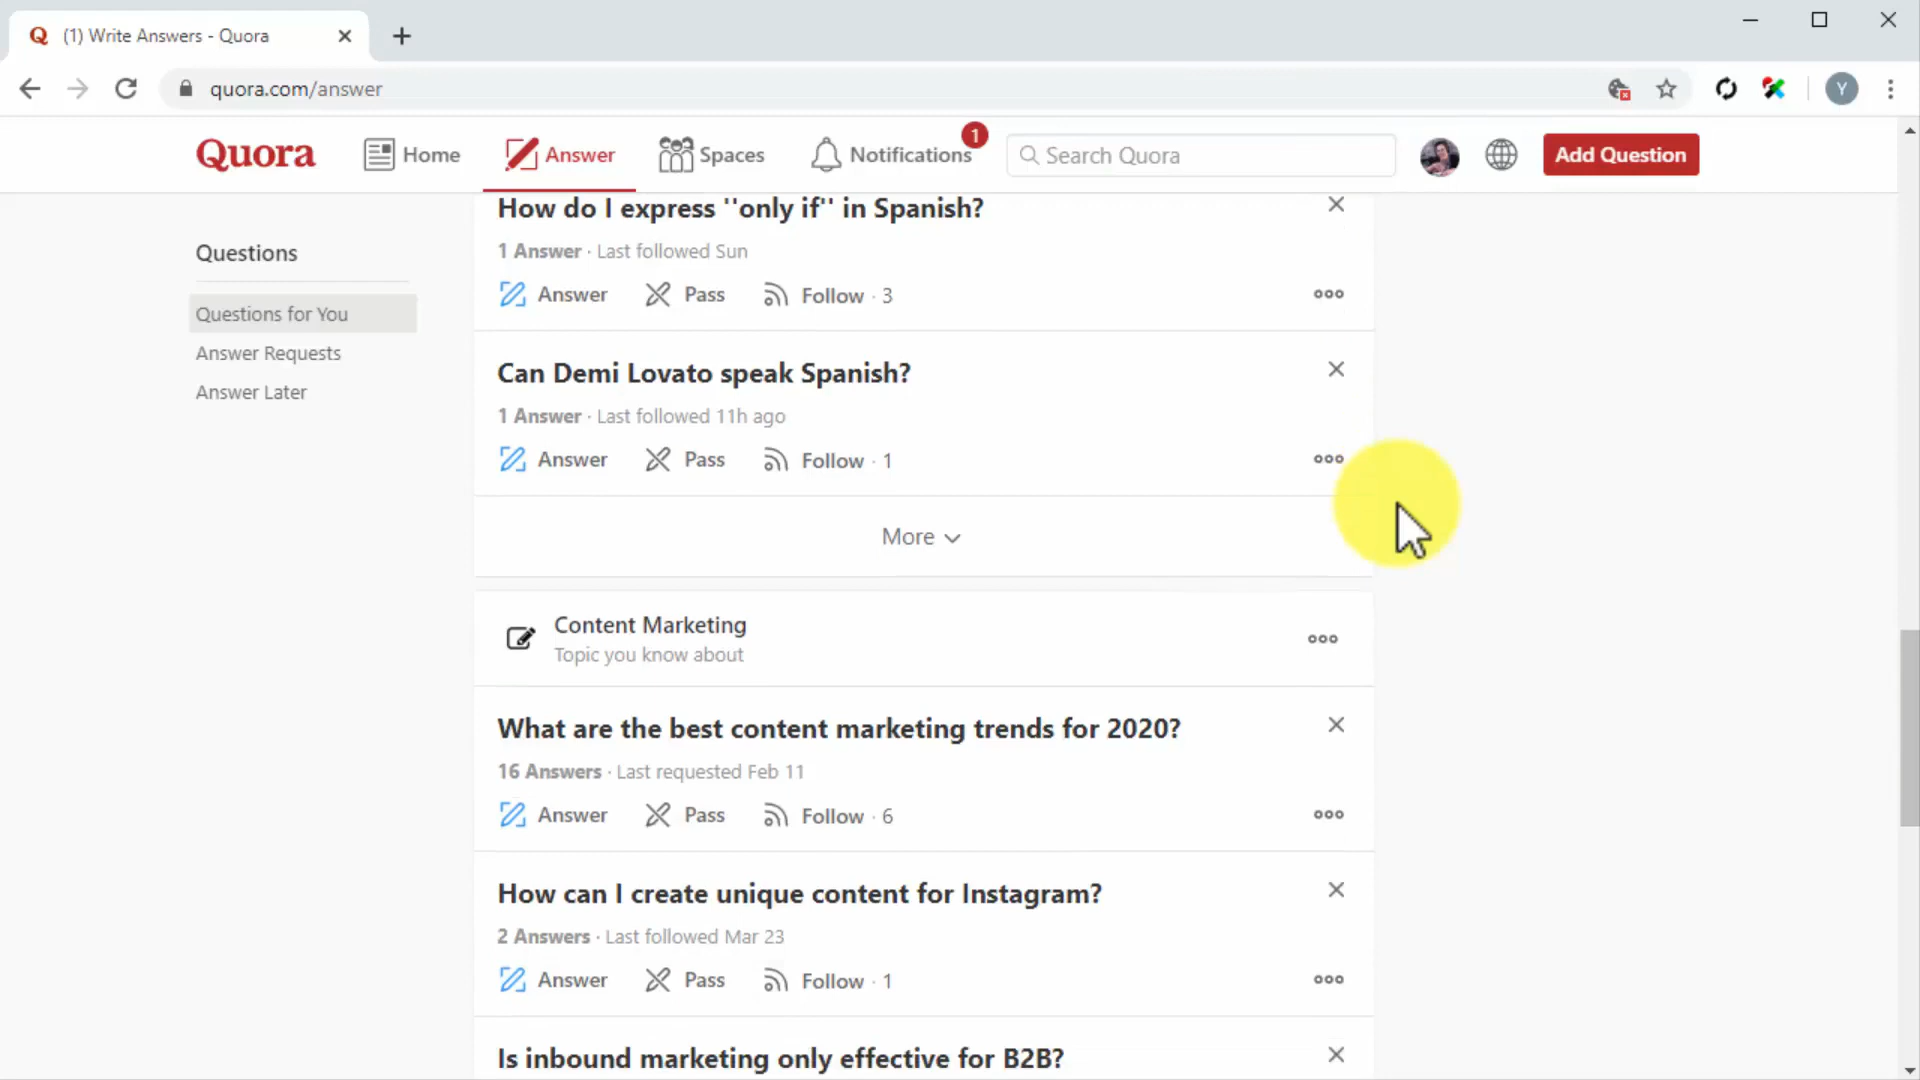 (1) Write Answers - Quora
quora.com/answer
Y
Quora Home Answer Spaces Notifications 1 Search Quora Add Question
Questions
Questions for You
Answer Requests
Answer Later
How do I express ''only if'' in Spanish?
1 Answer · Last followed Sun
Answer Pass Follow · 3
Can Demi Lovato speak Spanish?
1 Answer · Last followed 11h ago
Answer Pass Follow · 1
More
Content Marketing
Topic you know about
What are the best content marketing trends for 2020?
16 Answers · Last requested Feb 11
Answer Pass Follow · 6
How can I create unique content for Instagram?
2 Answers · Last followed Mar 23
Answer Pass Follow · 1
Is inbound marketing only effective for B2B?